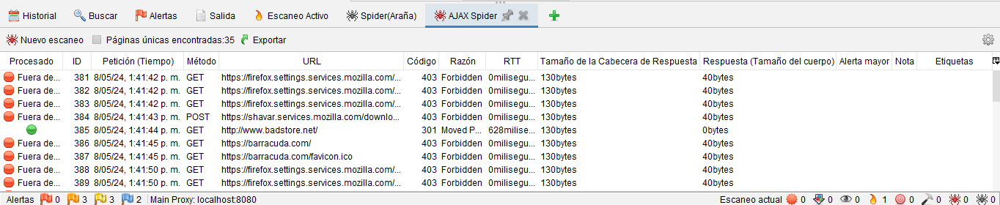 Historial Buscar Alertas Salida Escaneo Activo Spider(Araña) AJAX Spider
Nuevo escaneo Páginas únicas encontradas:35 Exportar
Procesado ID Petición (Tiempo) Método URL Código Razón RTT Tamaño de la Cabecera de Respuesta Respuesta (Tamaño del cuerpo) Alerta mayor Nota Etiquetas
Fuera de... 381 8/05/24, 1:41:42 p. m. GET https://firefox.settings.services.mozilla.com/... 403 Forbidden 0milisegu... 130bytes 40bytes
Fuera de... 382 8/05/24, 1:41:42 p. m. GET https://firefox.settings.services.mozilla.com/... 403 Forbidden 0milisegu... 130bytes 40bytes
Fuera de... 383 8/05/24, 1:41:42 p. m. GET https://firefox.settings.services.mozilla.com/... 403 Forbidden 0milisegu... 130bytes 40bytes
Fuera de... 384 8/05/24, 1:41:43 p. m. POST https://shavar.services.mozilla.com/downlo... 403 Forbidden 0milisegu... 130bytes 40bytes
385 8/05/24, 1:41:44 p. m. GET http://www.badstore.net/ 301 Moved P... 628milise... 130bytes 0bytes
Fuera de... 386 8/05/24, 1:41:45 p. m. GET https://barracuda.com/ 403 Forbidden 0milisegu... 130bytes 40bytes
Fuera de... 387 8/05/24, 1:41:45 p. m. GET https://barracuda.com/favicon.ico 403 Forbidden 0milisegu... 130bytes 40bytes
Fuera de... 388 8/05/24, 1:41:50 p. m. GET https://firefox.settings.services.mozilla.com/... 403 Forbidden 0milisegu... 130bytes 40bytes
Fuera de... 389 8/05/24, 1:41:50 p. m. GET https://firefox.settings.services.mozilla.com/... 403 Forbidden 0milisegu... 130bytes 40bytes
Alertas 0 3 3 2 Main Proxy: localhost:8080 Escaneo actual 0 0 0 1 0 0 0 0